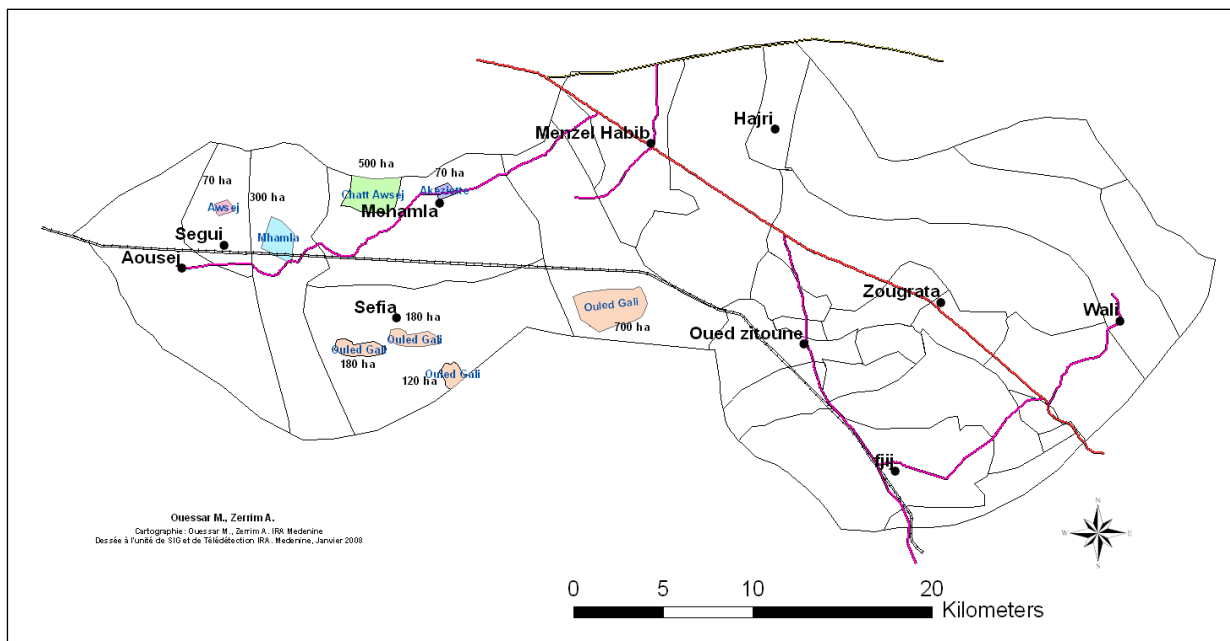 Hajri
Menzel Habib
500 ha
70 ha
70 ha
Akaziette
300 ha
Chatt Awsej
Awsej
Mohamla
Mhamla
Segui
Aousej
Zougrata
Ouled Gali
Wali
Sefia
180 ha
700 ha
Oued zitoune
Ouled Gali
Ouled Gali
180 ha
120 ha
Ouled Gali
fjij
Ouessar M., Zerrim A.
Cartographie: Ouessar M., Zerrim A. IRA Medenine
Dessée à l'unité de SIG et de Télédétection IRA. Medenine, Janvier 2008
N
W
E
S
0 5 10 20
Kilometers